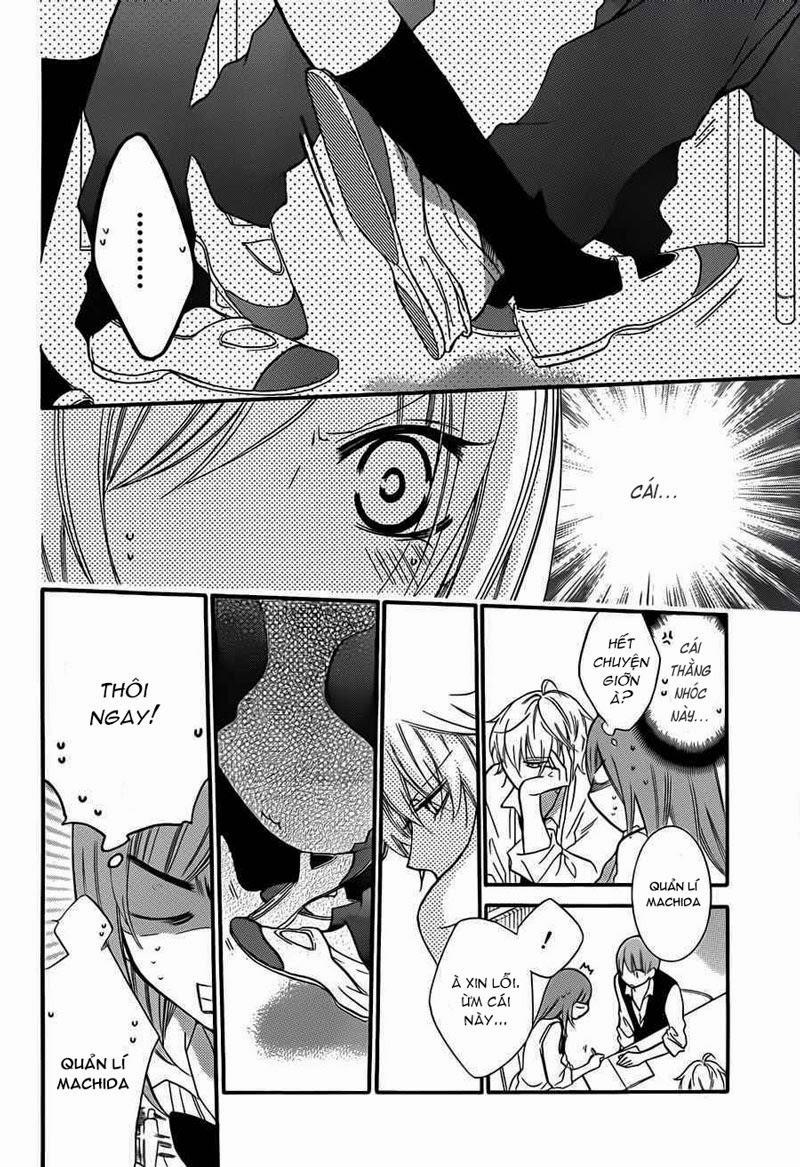 .........
CÁI...
CÁI
THẰNG
NHÓC
NÀY...
HẾT
CHUYỆN
GIỠN
À?
QUẢN LÍ
MACHIDA
!
À XIN LỖI.
ỪM CÁI
NÀY...
THÔI
NGAY!
QUẢN LÍ
MACHIDA